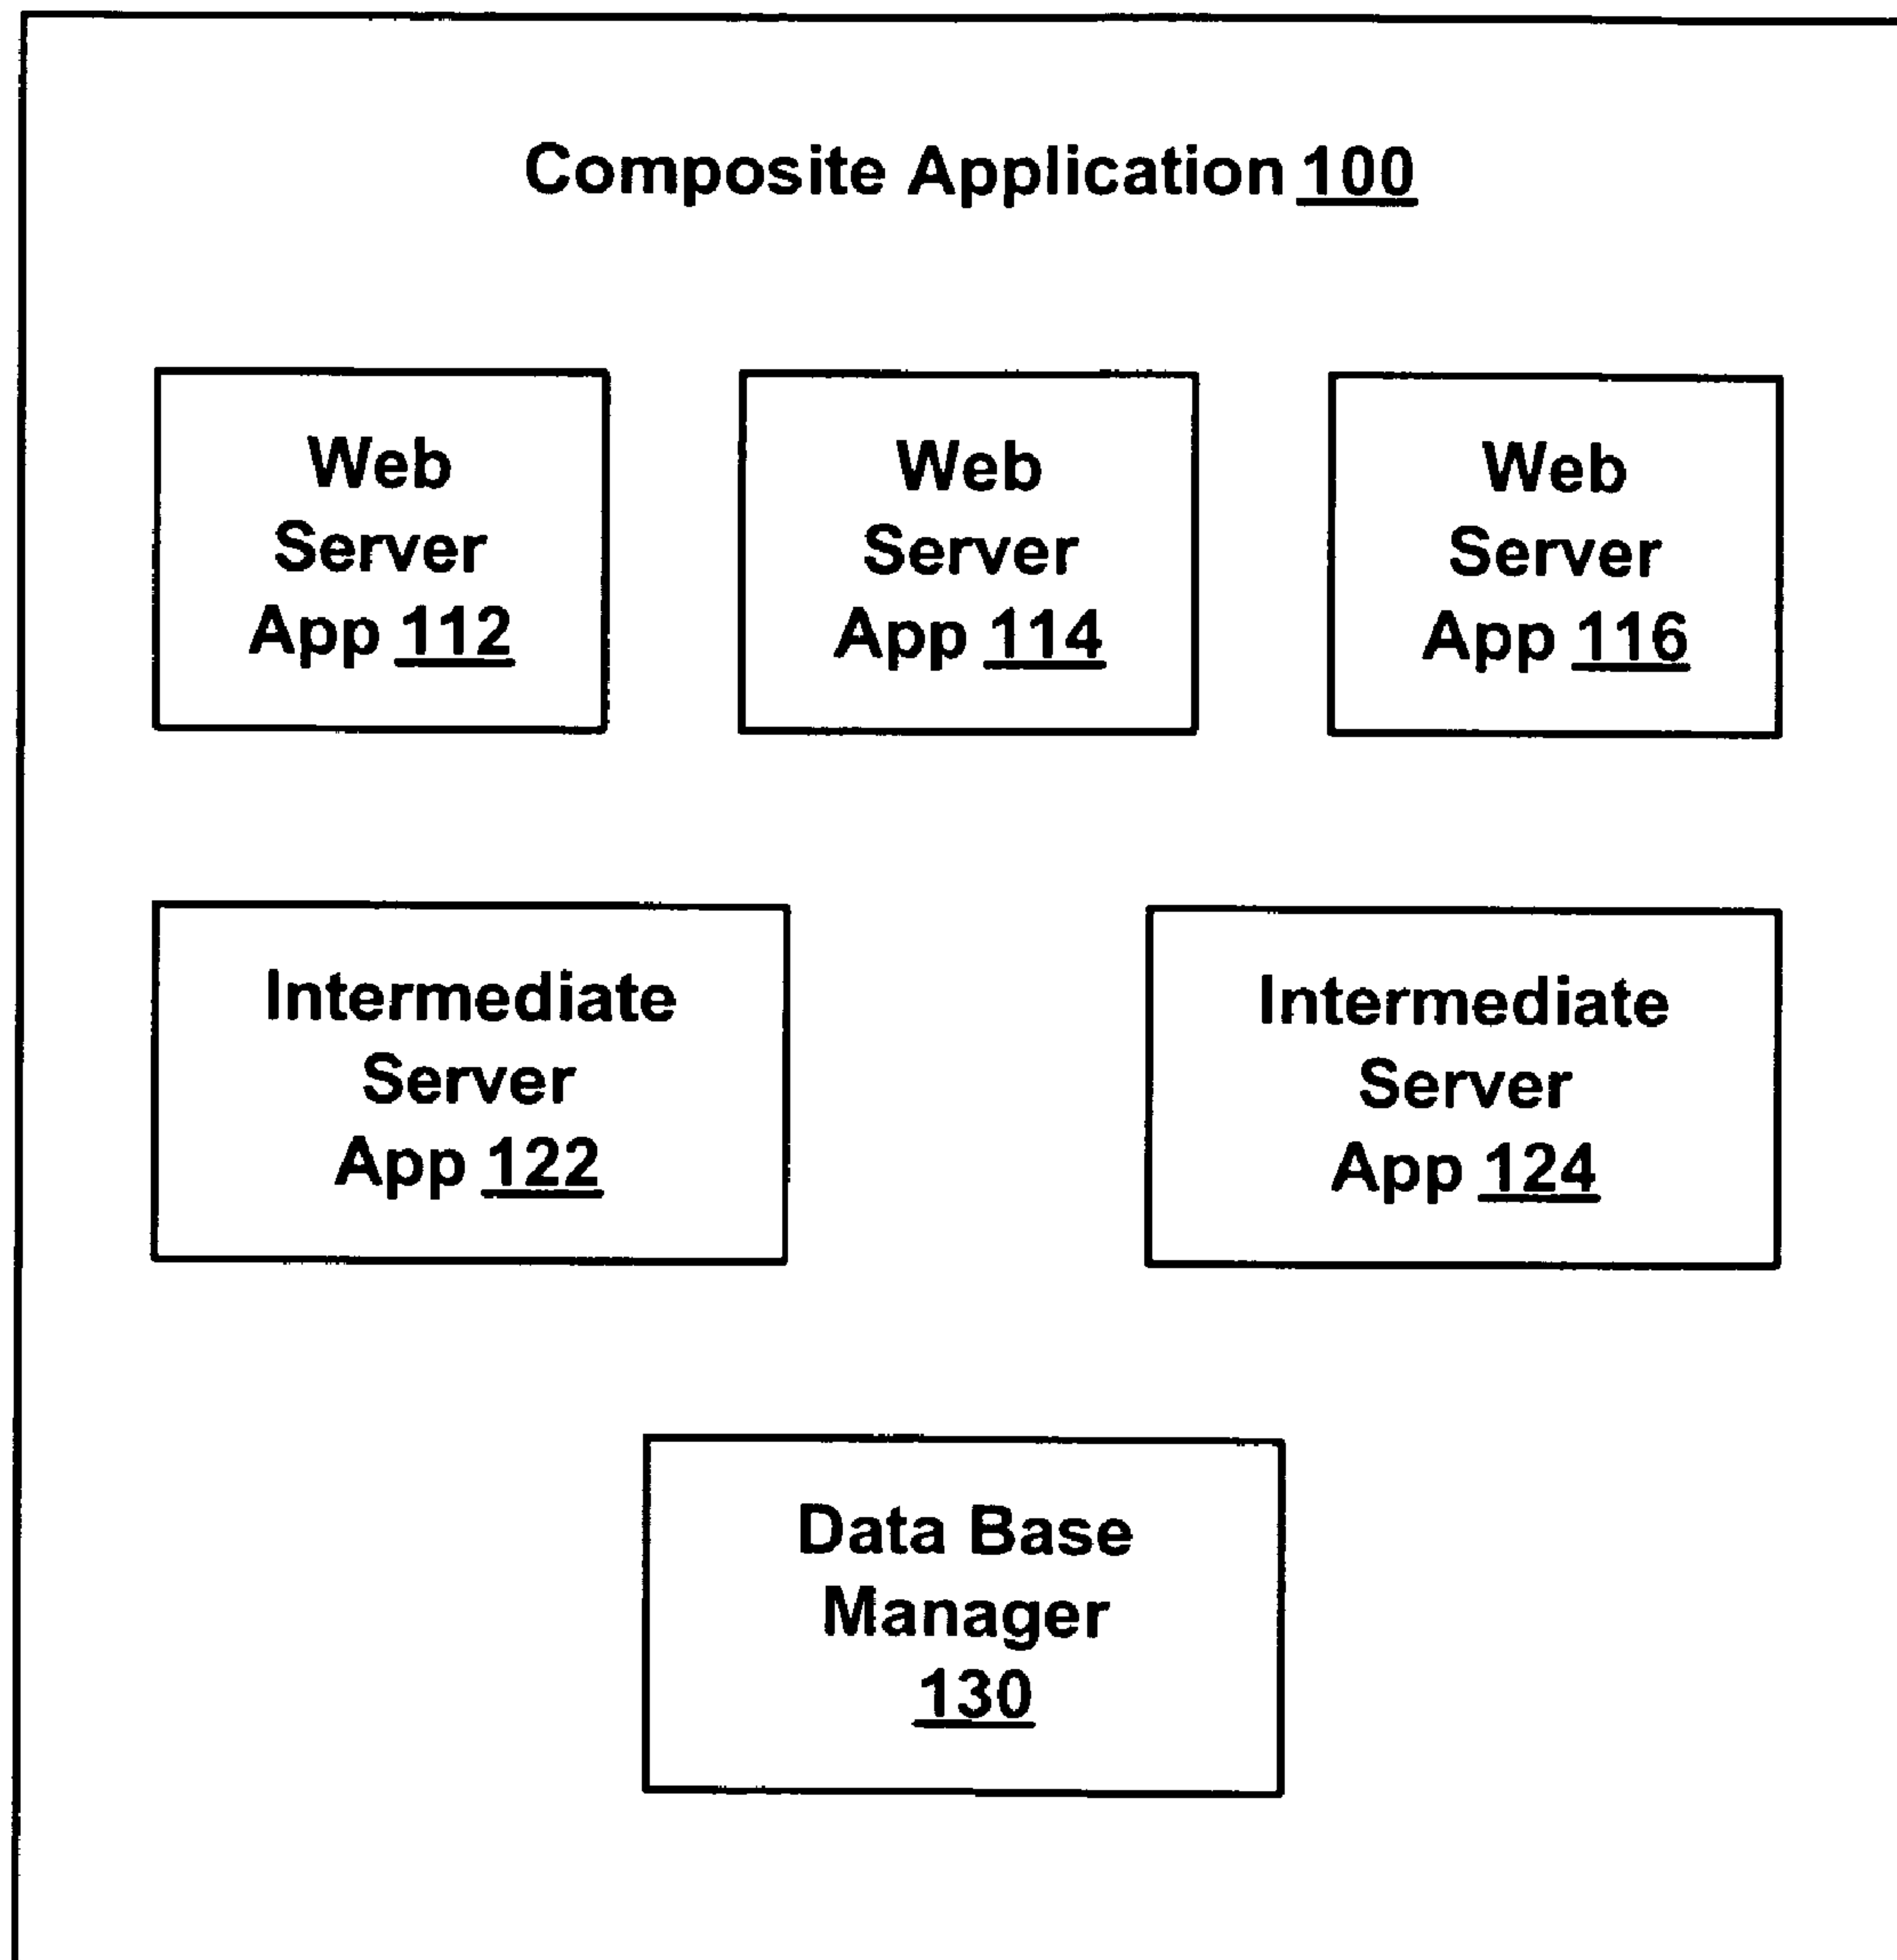 Composite Application 100
Web
Server
App 112
Web
Server
App 114
Web
Server
App 116
Intermediate
Server
App 122
Intermediate
Server
App 124
Data Base
Manager
130